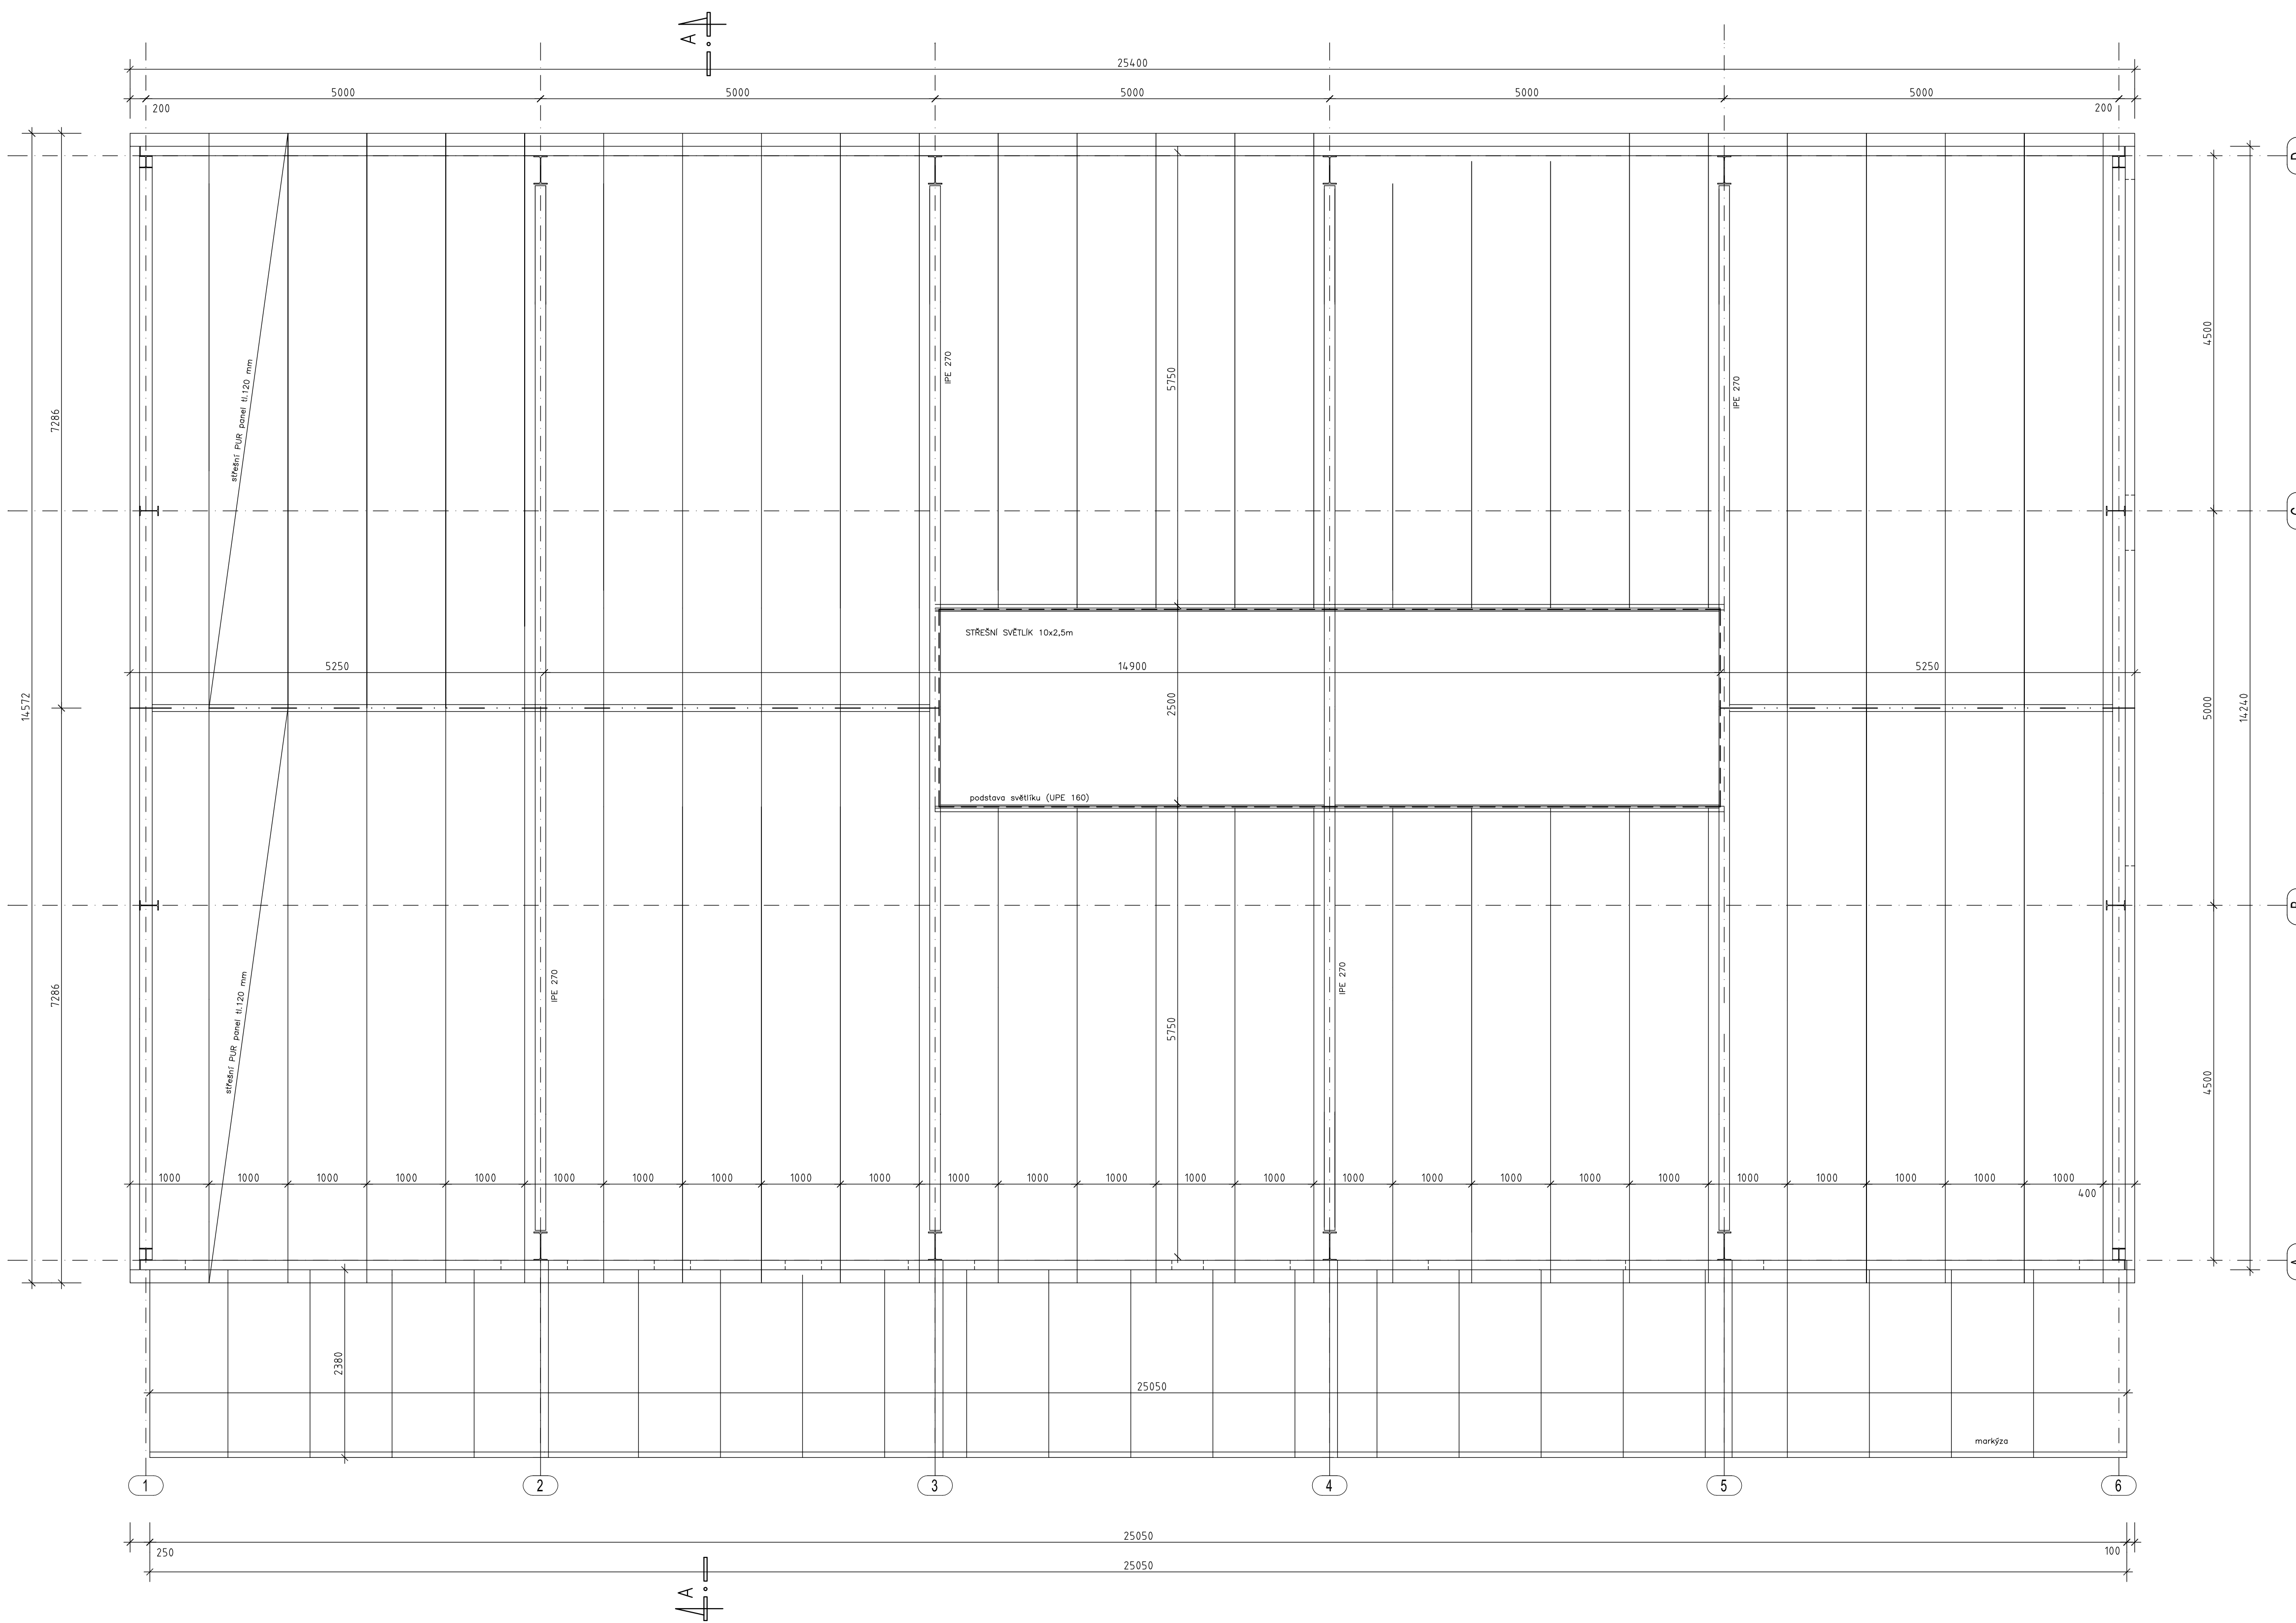 A
25400
5000 5000 5000 5000 5000
200 200
D
4500
IPE 270
5750
střešní PUR panel tl.120 mm
IPE 270
7286
C
STŘEŠNÍ SVĚTLÍK 10x2,5m
5250 14900 5250
14572
2500
5000
14240
podstava světlíku (UPE 160)
B
7286
IPE 270
IPE 270
střešní PUR panel tl.120 mm
5750
4500
1000 1000 1000 1000 1000 1000 1000 1000 1000 1000 1000 1000 1000 1000 1000 1000 1000 1000 1000 1000 1000 1000 1000 1000 1000
400
A
2380
25050
markýza
1 2 3 4 5 6
25050
250 100
25050
A